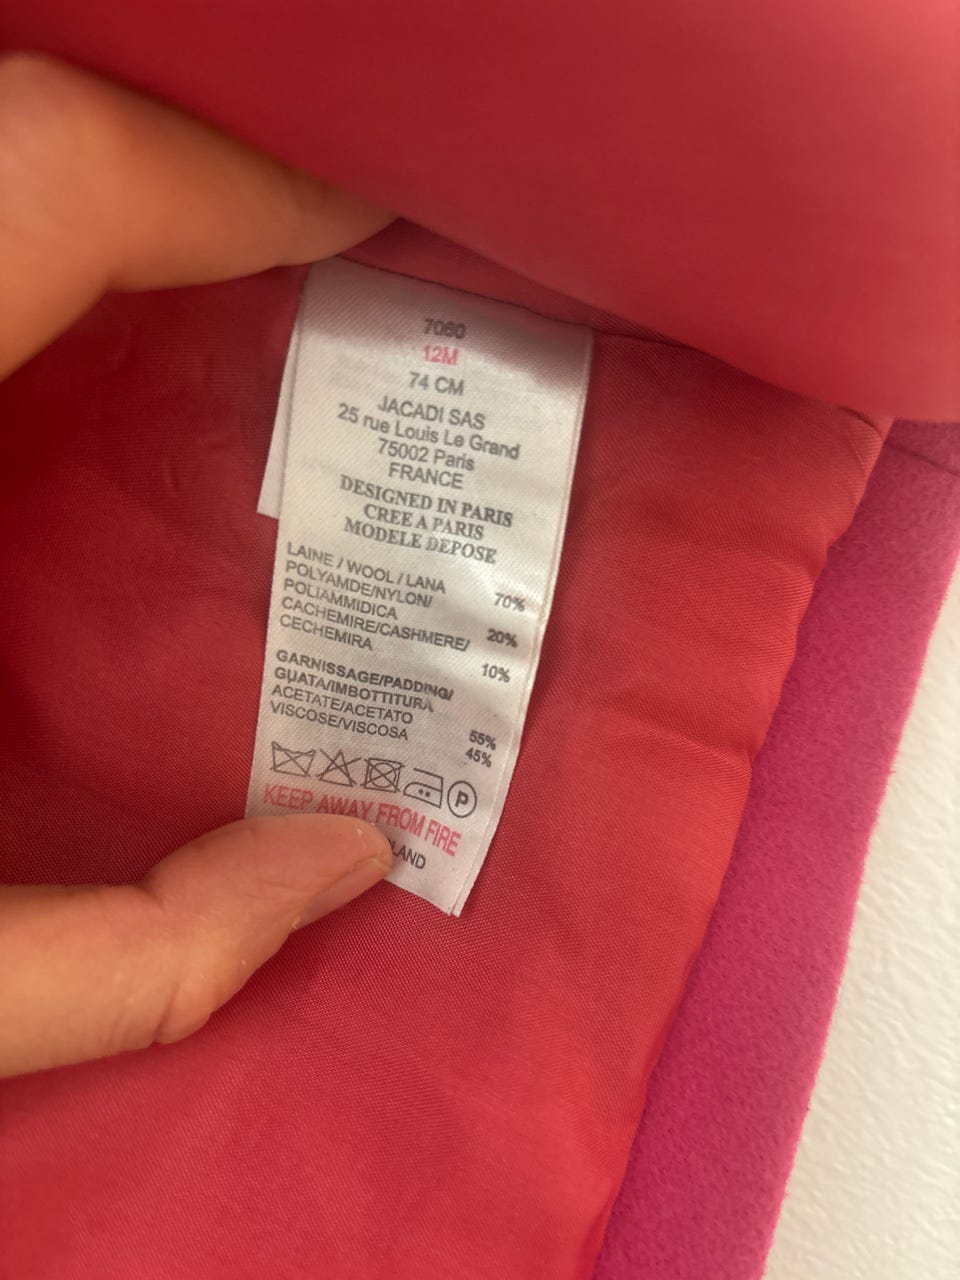 7060
12M
74 CM
JACADI SAS
25 rue Louis Le Grand
75002 Paris
FRANCE
DESIGNED IN PARIS
CREE A PARIS
MODELE DEPOSE
LAINE / WOOL / LANA 70%
POLYAMDE/NYLON/
POLIAMMIDICA 20%
CACHEMIRE/CASHMERE/
CECHEMIRA 10%
GARNISSAGE/PADDING/
GUATA/IMBOTTITURA
ACETATE/ACETATO 55%
VISCOSE/VISCOSA 45%
P
KEEP AWAY FROM FIRE
LAND